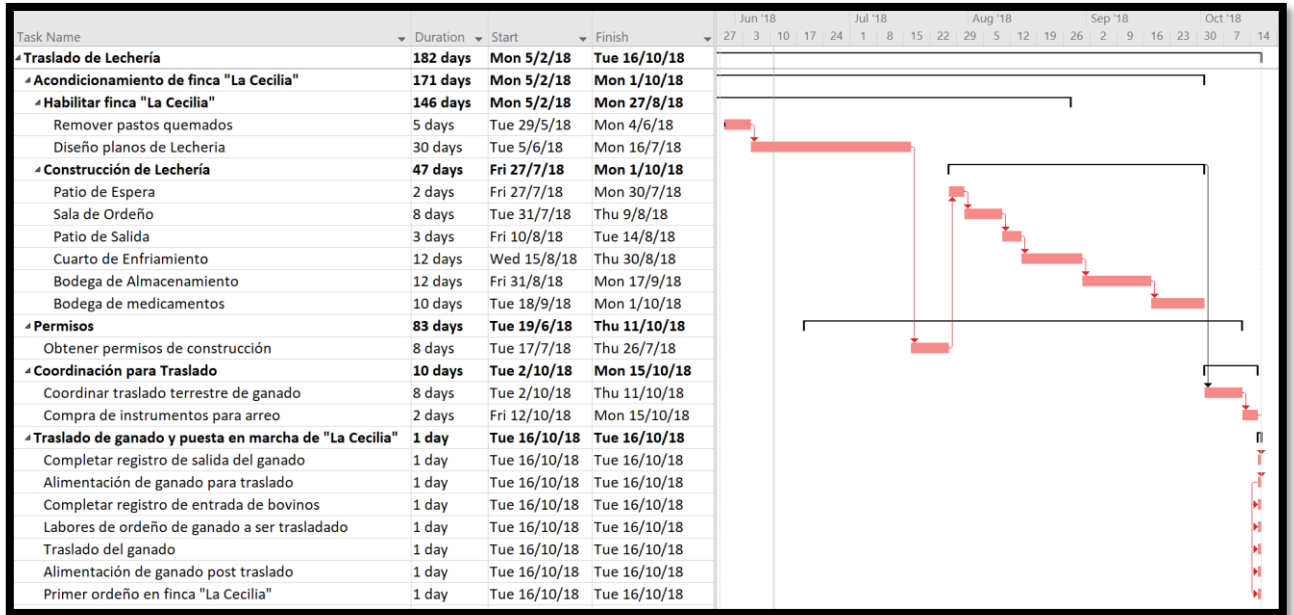 Jun '18 Jul '18 Aug '18 Sep '18 Oct '18
Task Name Duration Start Finish 27 3 10 17 24 1 8 15 22 29 5 12 19 26 2 9 16 23 30 7 14
Traslado de Lechería 182 days Mon 5/2/18 Tue 16/10/18
Acondicionamiento de finca "La Cecilia" 171 days Mon 5/2/18 Mon 1/10/18
Habilitar finca "La Cecilia" 146 days Mon 5/2/18 Mon 27/8/18
Remover pastos quemados 5 days Tue 29/5/18 Mon 4/6/18
Diseño planos de Lecheria 30 days Tue 5/6/18 Mon 16/7/18
Construcción de Lechería 47 days Fri 27/7/18 Mon 1/10/18
Patio de Espera 2 days Fri 27/7/18 Mon 30/7/18
Sala de Ordeño 8 days Tue 31/7/18 Thu 9/8/18
Patio de Salida 3 days Fri 10/8/18 Tue 14/8/18
Cuarto de Enfriamiento 12 days Wed 15/8/18 Thu 30/8/18
Bodega de Almacenamiento 12 days Fri 31/8/18 Mon 17/9/18
Bodega de medicamentos 10 days Tue 18/9/18 Mon 1/10/18
Permisos 83 days Tue 19/6/18 Thu 11/10/18
Obtener permisos de construcción 8 days Tue 17/7/18 Thu 26/7/18
Coordinación para Traslado 10 days Tue 2/10/18 Mon 15/10/18
Coordinar traslado terrestre de ganado 8 days Tue 2/10/18 Thu 11/10/18
Compra de instrumentos para arreo 2 days Fri 12/10/18 Mon 15/10/18
Traslado de ganado y puesta en marcha de "La Cecilia" 1 day Tue 16/10/18 Tue 16/10/18
Completar registro de salida del ganado 1 day Tue 16/10/18 Tue 16/10/18
Alimentación de ganado para traslado 1 day Tue 16/10/18 Tue 16/10/18
Completar registro de entrada de bovinos 1 day Tue 16/10/18 Tue 16/10/18
Labores de ordeño de ganado a ser trasladado 1 day Tue 16/10/18 Tue 16/10/18
Traslado del ganado 1 day Tue 16/10/18 Tue 16/10/18
Alimentación de ganado post traslado 1 day Tue 16/10/18 Tue 16/10/18
Primer ordeño en finca "La Cecilia" 1 day Tue 16/10/18 Tue 16/10/18